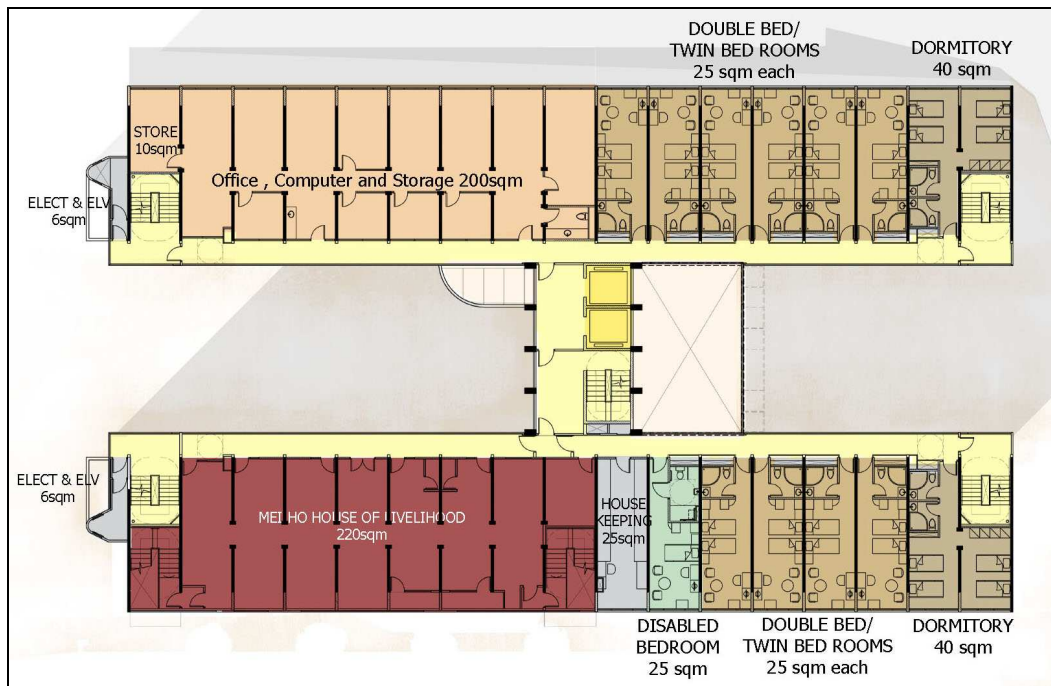 DOUBLE BED/
TWIN BED ROOMS
25 sqm each
DORMITORY
40 sqm
STORE
10sqm
Office , Computer and Storage 200sqm
ELECT & ELV
6sqm
ELECT & ELV
6sqm
MEI HO HOUSE OF LIVELIHOOD
220sqm
HOUSE
KEEPING
25sqm
DISABLED
BEDROOM
25 sqm
DOUBLE BED/
TWIN BED ROOMS
25 sqm each
DORMITORY
40 sqm